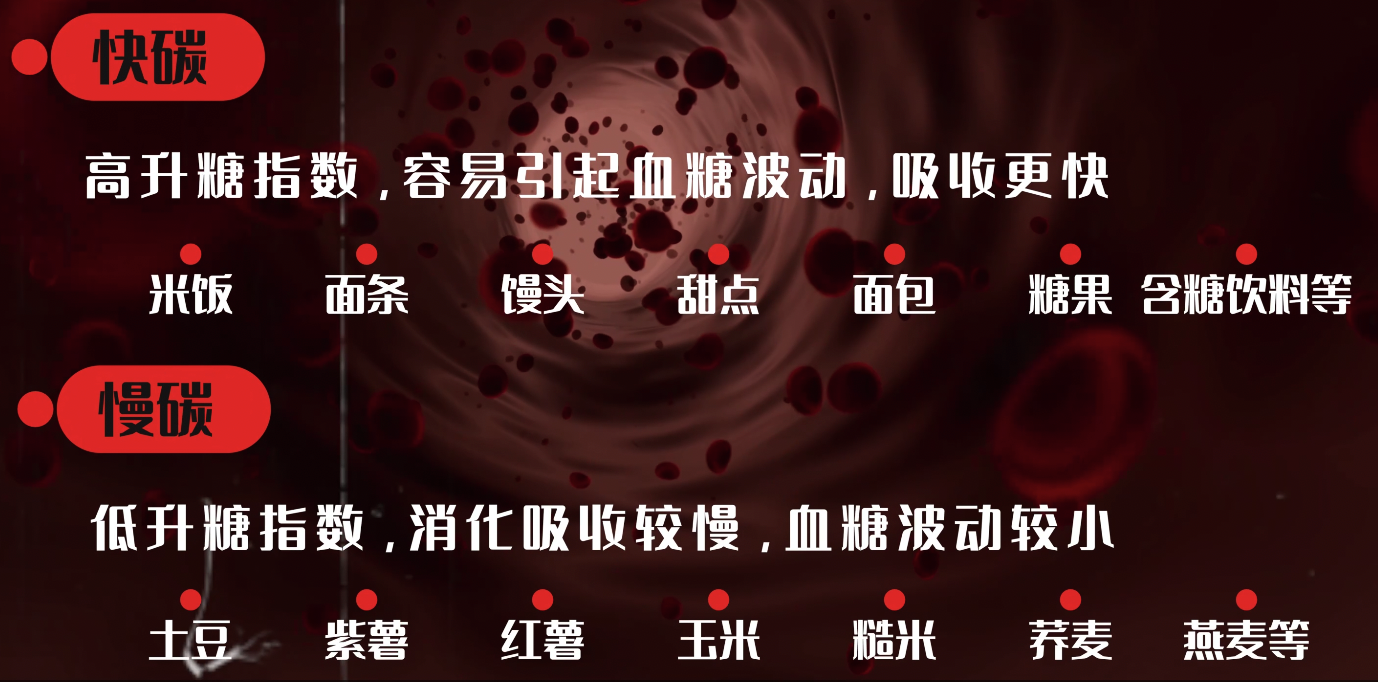 快碳
高升糖指数,容易引起血糖波动,吸收更快
米饭 面条 馒头 甜点 面包 糖果 含糖饮料等
慢碳
低升糖指数,消化吸收较慢,血糖波动较小
土豆 紫薯 红薯 玉米 糙米 荞麦 燕麦等